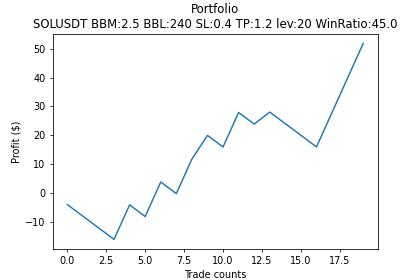 Portfolio
SOLUSDT BBM:2.5 BBL:240 SL:0.4 TP:1.2 lev:20 WinRatio:45.0
50
40
30
20
10
0
−10
Profit ($)
0.0 2.5 5.0 7.5 10.0 12.5 15.0 17.5
Trade counts